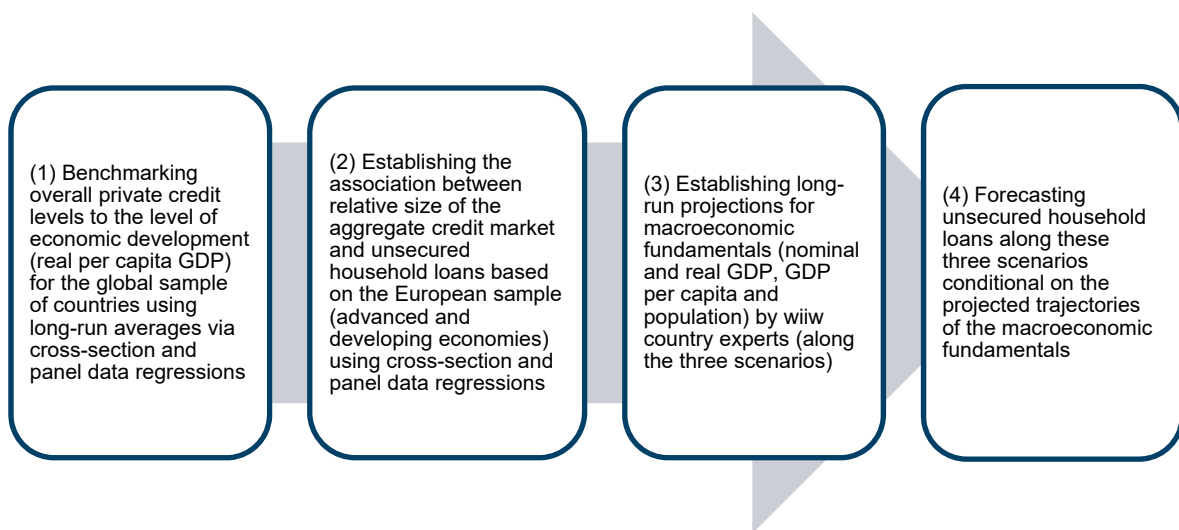 (1) Benchmarking
overall private credit
levels to the level of
economic development
(real per capita GDP)
for the global sample
of countries using
long-run averages via
cross-section and
panel data regressions
(2) Establishing the
association between
relative size of the
aggregate credit market
and unsecured
household loans based
on the European sample
(advanced and
developing economies)
using cross-section and
panel data regressions
(3) Establishing long-
run projections for
macroeconomic
fundamentals (nominal
and real GDP, GDP
per capita and
population) by wiiw
country experts (along
the three scenarios)
(4) Forecasting
unsecured household
loans along these
three scenarios
conditional on the
projected trajectories
of the macroeconomic
fundamentals